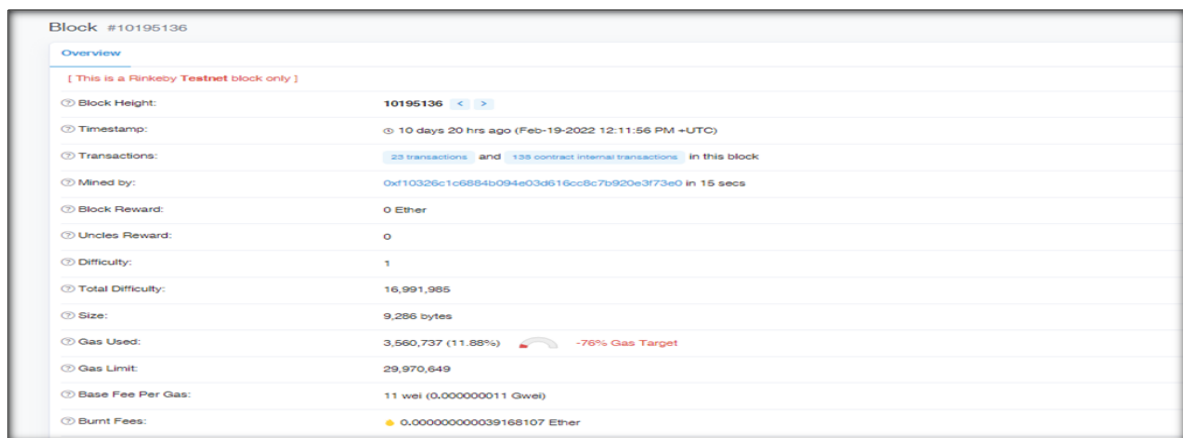 Block #10195136
Overview
[ This is a Rinkeby Testnet block only ]
Block Height: 10195136 < >
Timestamp: 10 days 20 hrs ago (Feb-19-2022 12:11:56 PM +UTC)
Transactions: 23 transactions and 138 contract internal transactions in this block
Mined by: 0xf10326c1c6884b094e03d616cc8c7b920e3f73e0 in 15 secs
Block Reward: 0 Ether
Uncles Reward: 0
Difficulty: 1
Total Difficulty: 16,991,985
Size: 9,286 bytes
Gas Used: 3,560,737 (11.88%) -76% Gas Target
Gas Limit: 29,970,649
Base Fee Per Gas: 11 wei (0.000000011 Gwei)
Burnt Fees: 0.000000000039168107 Ether